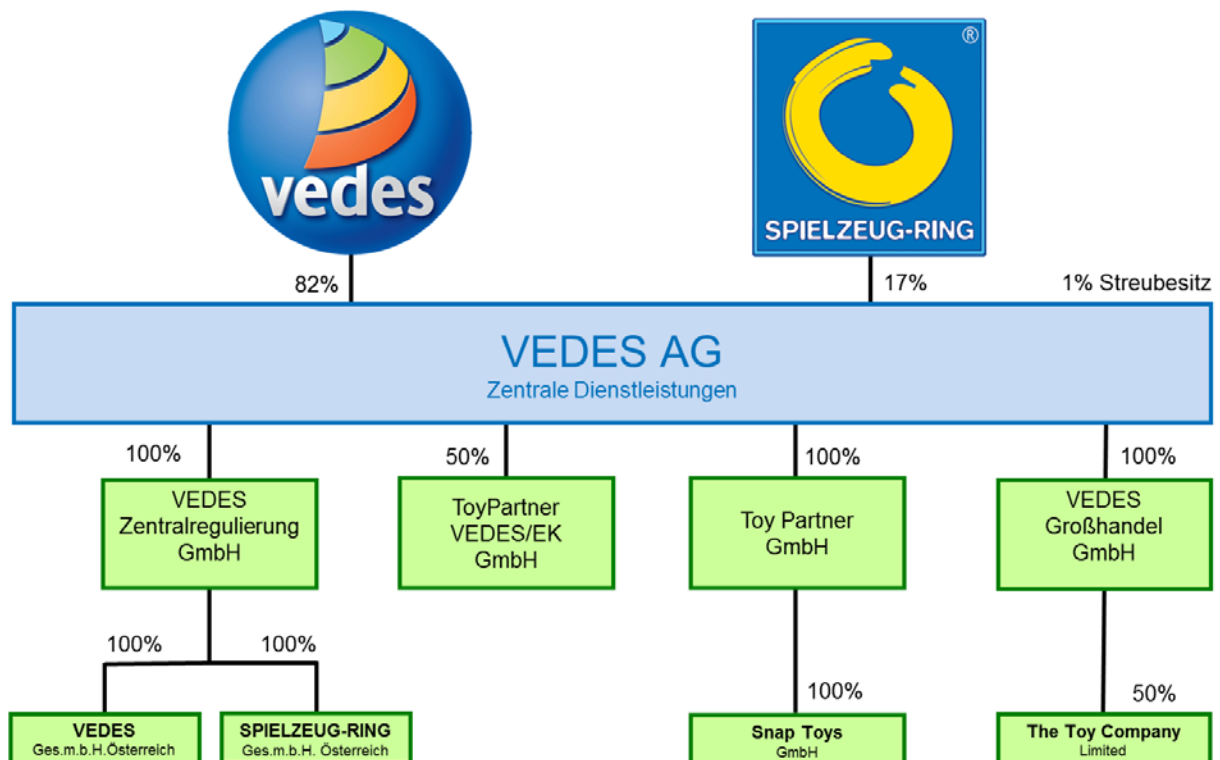 vedes
®
SPIELZEUG-RING
82%
17%
1% Streubesitz
VEDES AG
Zentrale Dienstleistungen
100%
50%
100%
100%
VEDES
Zentralregulierung
GmbH
ToyPartner
VEDES/EK
GmbH
Toy Partner
GmbH
VEDES
Großhandel
GmbH
100%
100%
100%
50%
VEDES
Ges.m.b.H.Österreich
SPIELZEUG-RING
Ges.m.b.H. Österreich
Snap Toys
GmbH
The Toy Company
Limited